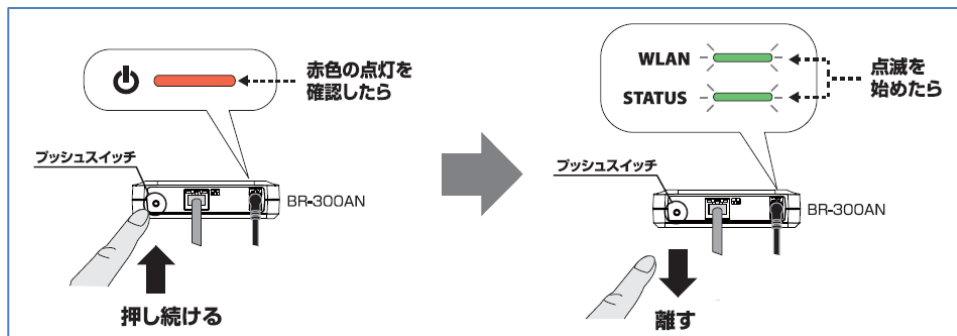 赤色の点灯を
確認したら
プッシュスイッチ
BR-300AN
押し続ける
WLAN
STATUS
点滅を
始めたら
プッシュスイッチ
BR-300AN
離す